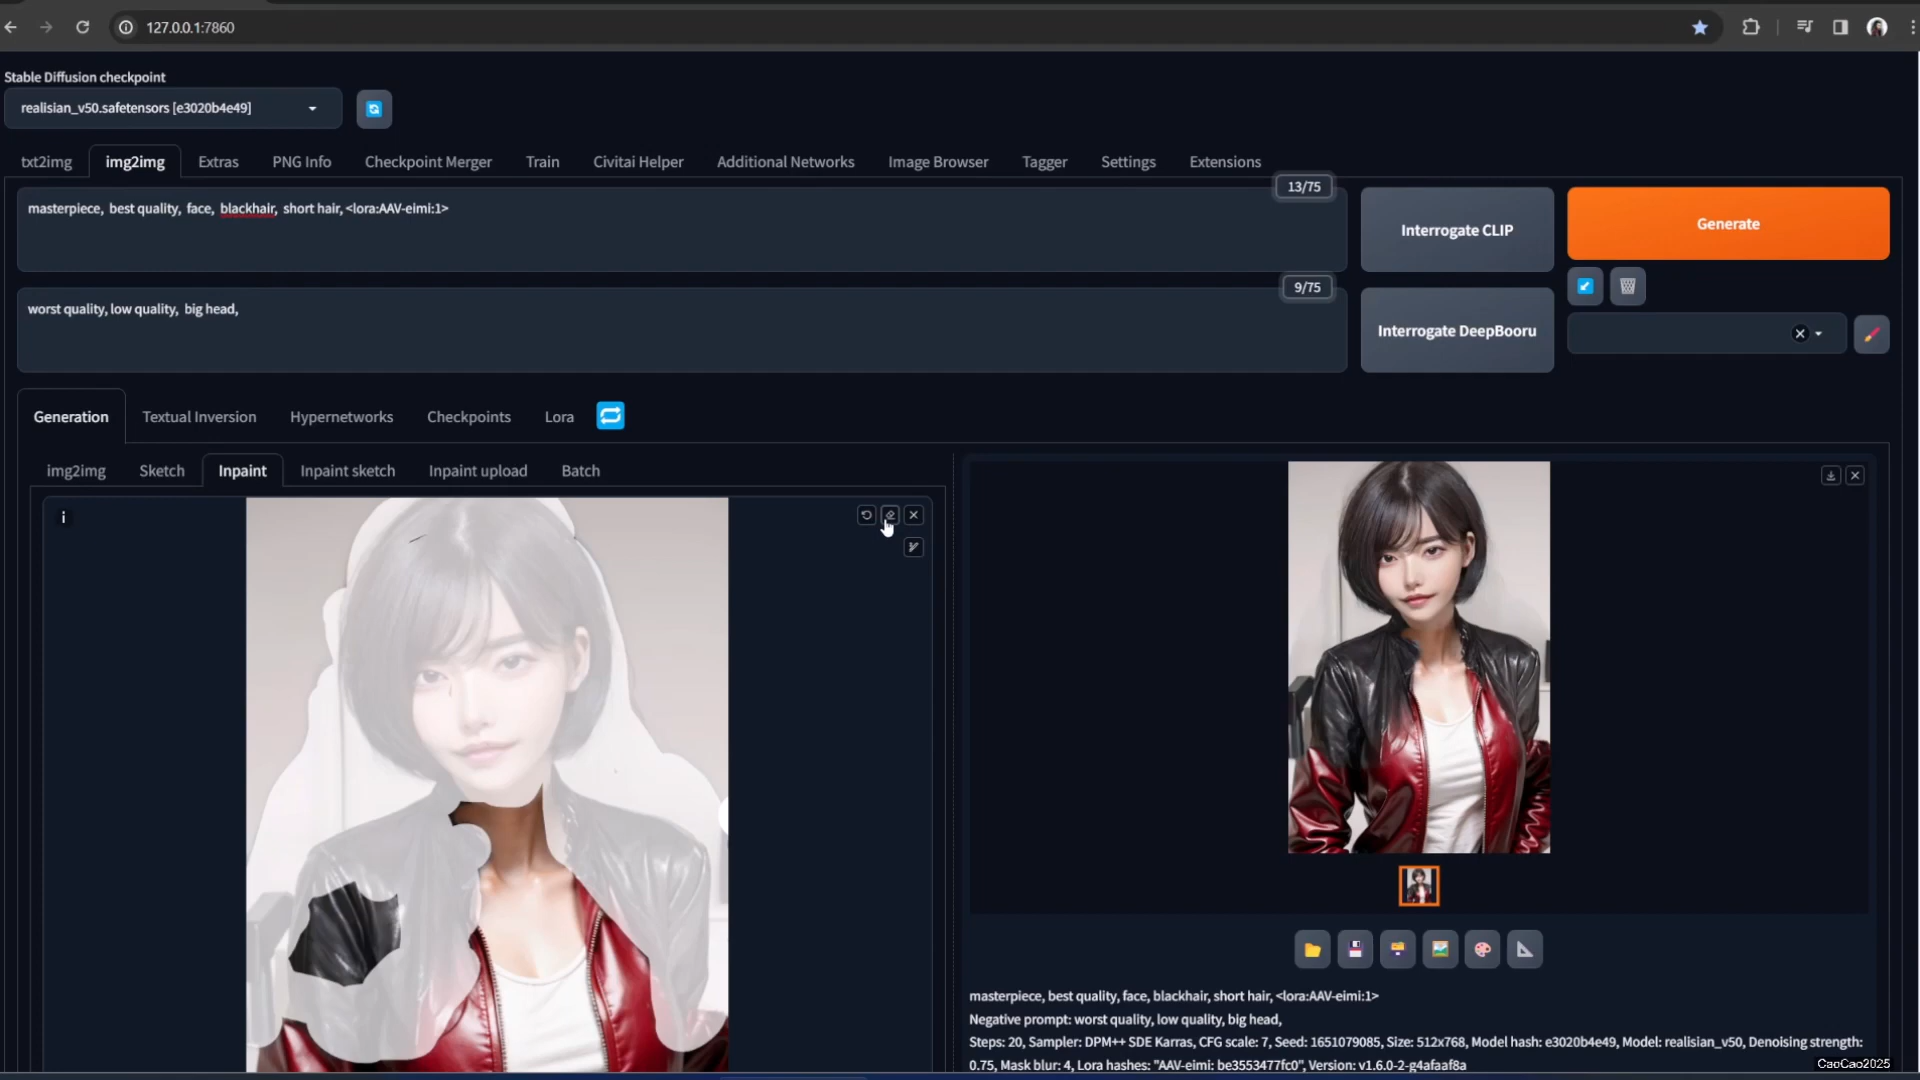 127.0.0.1:7860
Stable Diffusion checkpoint
realisian_v50.safetensors [e3020b4e49]
txt2img img2img Extras PNG Info Checkpoint Merger Train Civitai Helper Additional Networks Image Browser Tagger Settings Extensions
13/75
masterpiece, best quality, face, blackhair, short hair, <lora:AAV-eimi:1>
Interrogate CLIP
Generate
9/75
worst quality, low quality, big head,
Interrogate DeepBooru
Generation Textual Inversion Hypernetworks Checkpoints Lora
img2img Sketch Inpaint Inpaint sketch Inpaint upload Batch
i
masterpiece, best quality, face, blackhair, short hair, <lora:AAV-eimi:1>
Negative prompt: worst quality, low quality, big head,
Steps: 20, Sampler: DPM++ SDE Karras, CFG scale: 7, Seed: 1651079085, Size: 512x768, Model hash: e3020b4e49, Model: realisian_v50, Denoising strength:
0.75, Mask blur: 4, Lora hashes: "AAV-eimi: be3553477fc0", Version: v1.6.0-2-g4afaaf8a
CaoCao2025